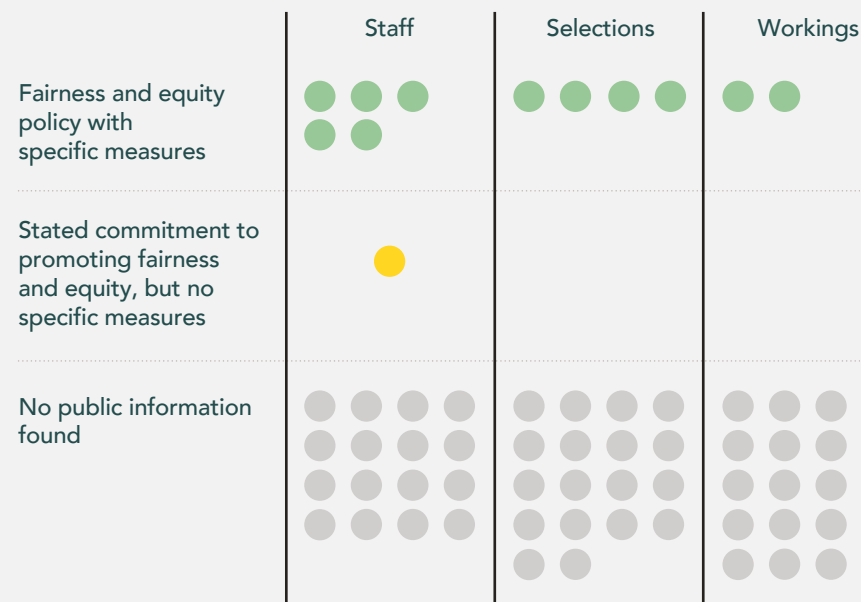 Staff
Selections
Workings
Fairness and equity
policy with
specific measures
Stated commitment to
promoting fairness
and equity, but no
specific measures
No public information
found